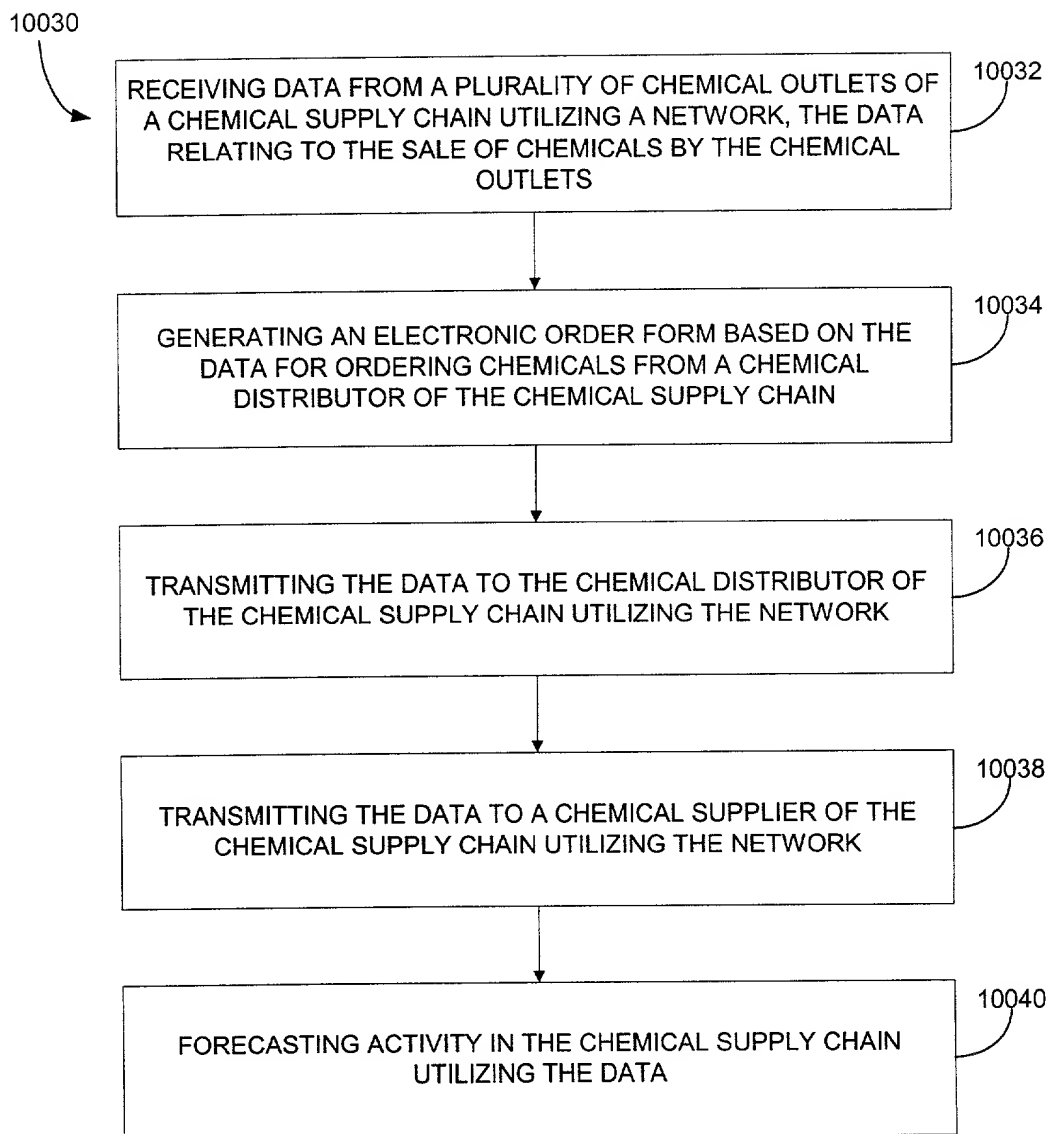 10030
RECEIVING DATA FROM A PLURALITY OF CHEMICAL OUTLETS OF
A CHEMICAL SUPPLY CHAIN UTILIZING A NETWORK, THE DATA
RELATING TO THE SALE OF CHEMICALS BY THE CHEMICAL
OUTLETS
10032
GENERATING AN ELECTRONIC ORDER FORM BASED ON THE
DATA FOR ORDERING CHEMICALS FROM A CHEMICAL
DISTRIBUTOR OF THE CHEMICAL SUPPLY CHAIN
10034
TRANSMITTING THE DATA TO THE CHEMICAL DISTRIBUTOR OF
THE CHEMICAL SUPPLY CHAIN UTILIZING THE NETWORK
10036
TRANSMITTING THE DATA TO A CHEMICAL SUPPLIER OF THE
CHEMICAL SUPPLY CHAIN UTILIZING THE NETWORK
10038
FORECASTING ACTIVITY IN THE CHEMICAL SUPPLY CHAIN
UTILIZING THE DATA
10040